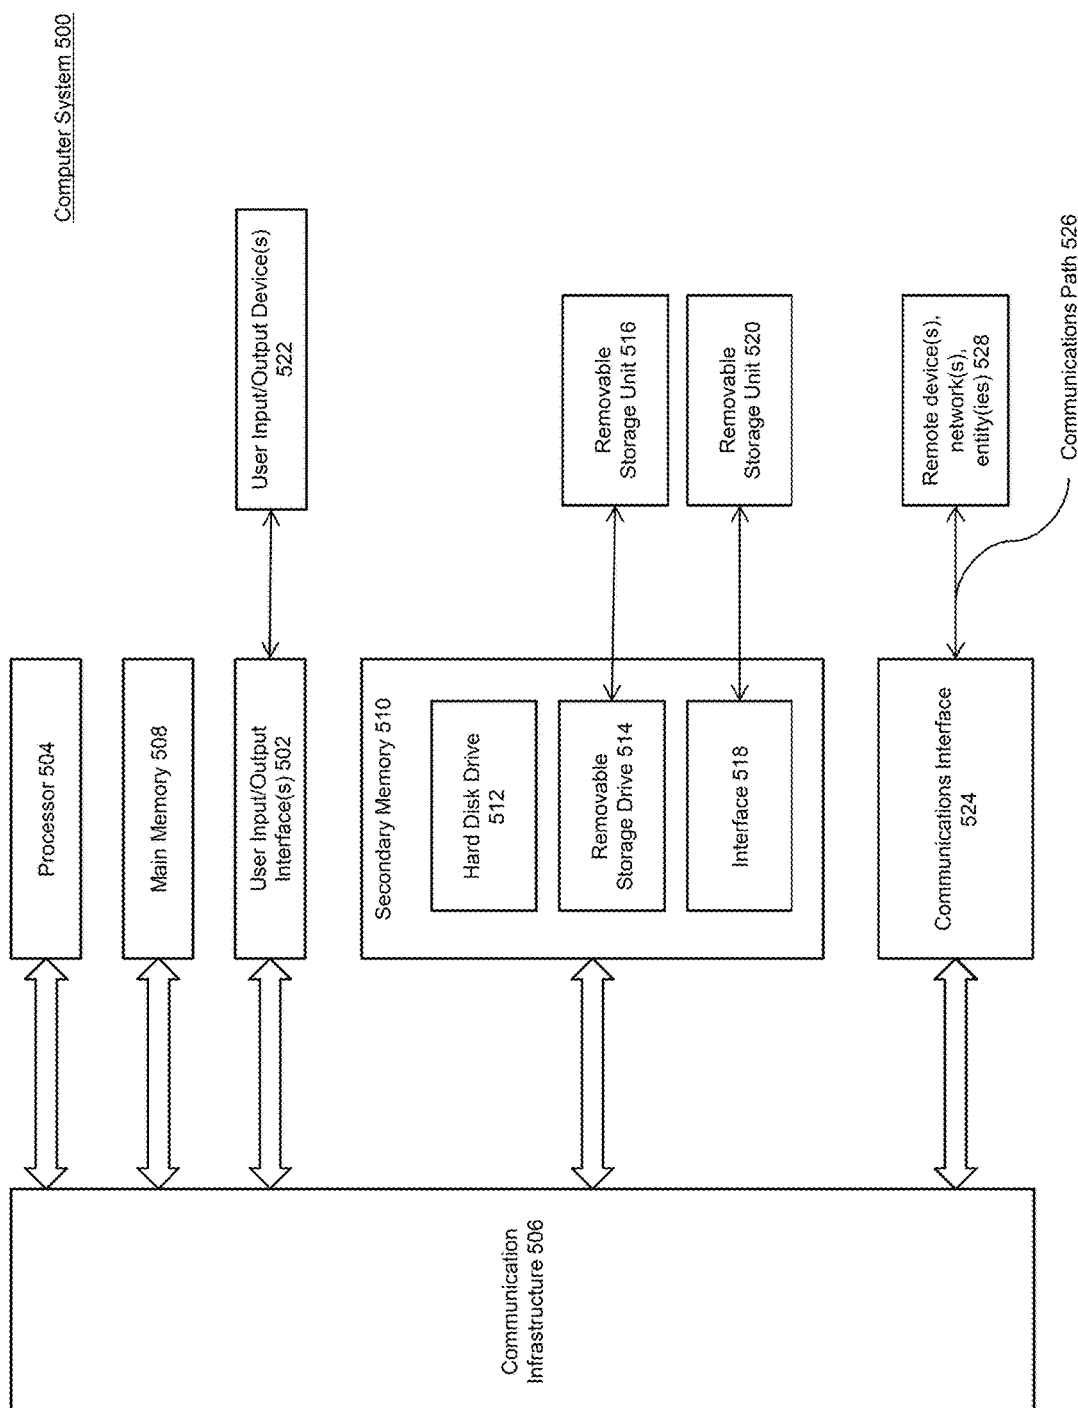 Computer System 500
Processor 504
Main Memory 508
User Input/Output
Interface(s) 502
User Input/Output Device(s)
522
Secondary Memory 510
Hard Disk Drive
512
Removable
Storage Drive 514
Removable
Storage Unit 516
Interface 518
Removable
Storage Unit 520
Communications Interface
524
Remote device(s),
network(s),
entity(ies) 528
Communications Path 526
Communication
Infrastructure 506